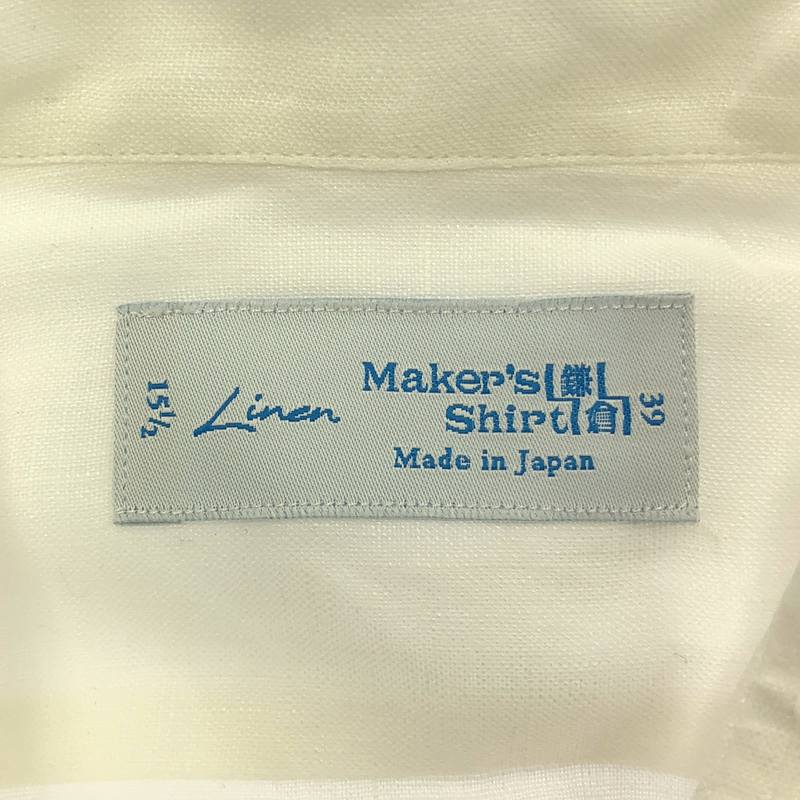 15½
Linen
Maker's 鎌
Shirt 倉
Made in Japan
39